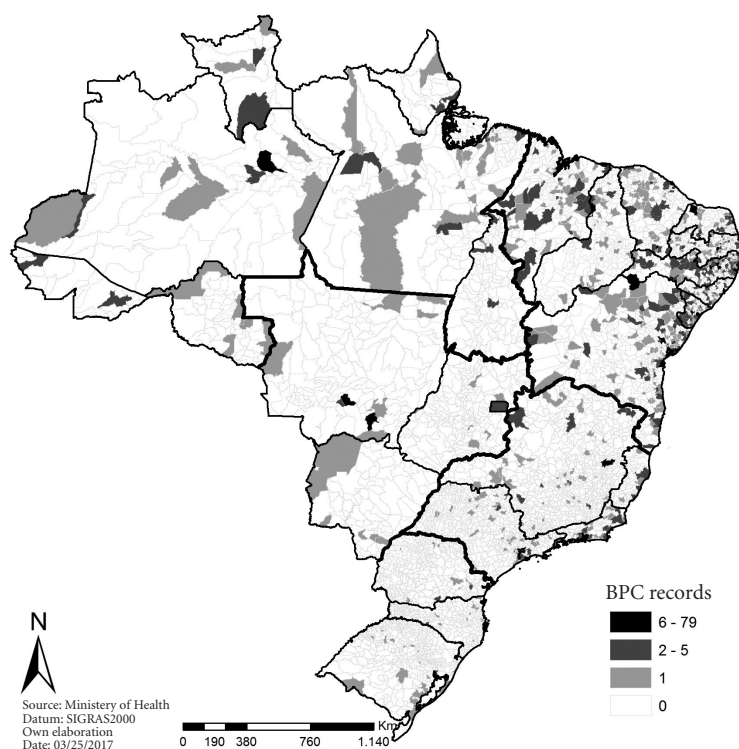 BPC records
6 - 79
2 - 5
1
0
N
Source: Ministery of Health
Datum: SIGRAS2000
Own elaboration
Date: 03/25/2017
Km
0 190 380 760 1.140